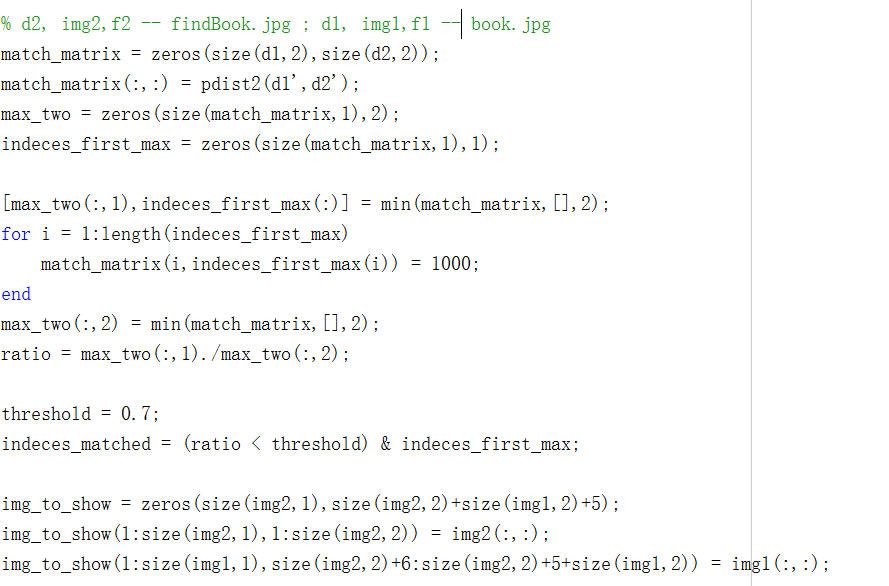 % d2, img2,f2 -- findBook.jpg ; d1, img1,f1 -- book.jpg
match_matrix = zeros(size(d1,2),size(d2,2));
match_matrix(:,:) = pdist2(d1',d2');
max_two = zeros(size(match_matrix,1),2);
indeces_first_max = zeros(size(match_matrix,1),1);
[max_two(:,1),indeces_first_max(:)] = min(match_matrix,[],2);
for i = 1:length(indeces_first_max)
    match_matrix(i,indeces_first_max(i)) = 1000;
end
max_two(:,2) = min(match_matrix,[],2);
ratio = max_two(:,1)./max_two(:,2);
threshold = 0.7;
indeces_matched = (ratio < threshold) & indeces_first_max;
img_to_show = zeros(size(img2,1),size(img2,2)+size(img1,2)+5);
img_to_show(1:size(img2,1),1:size(img2,2)) = img2(:,:);
img_to_show(1:size(img1,1),size(img2,2)+6:size(img2,2)+5+size(img1,2)) = img1(:,:);